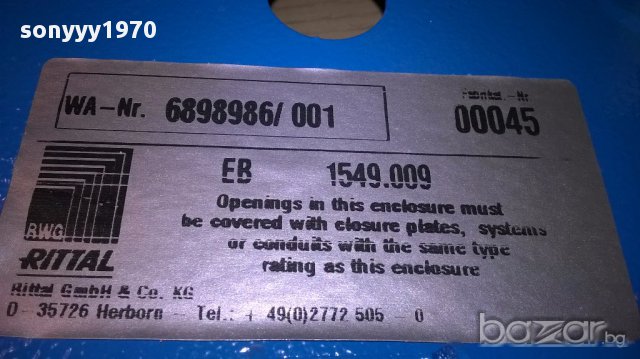 sonyyy1970
WA-Nr. 6898986/ 001
Fabrikat.-Nr.
00045
EB 1549.009
Openings in this enclosure must
be covered with closure plates, systems
or conduits with the same type
rating as this enclosure
RWG
RITTAL
Rittal GmbH & Co. KG
D - 35726 Herborn - Tel.: + 49(0)2772 505 - 0
bazar.bg